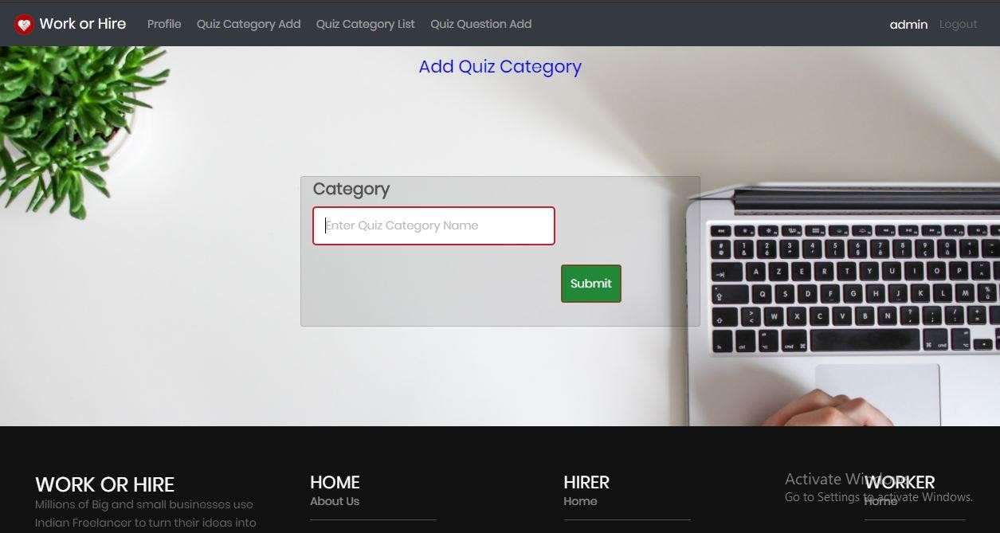 Work or Hire Profile Quiz Category Add Quiz Category List Quiz Question Add admin Logout
Add Quiz Category
Category
Enter Quiz Category Name
Submit
WORK OR HIRE
Millions of Big and small businesses use
Indian Freelancer to turn their ideas into
HOME
About Us
HIRER
Home
WORKER
Home
Activate Windows
Go to Settings to activate Windows.